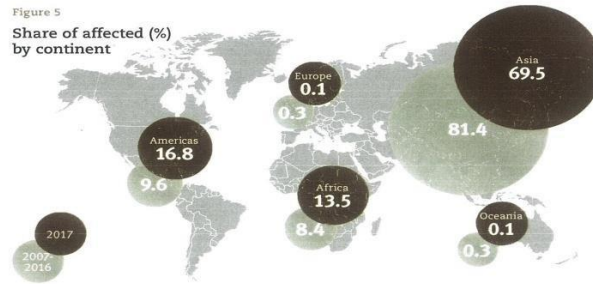 Figure 5
Share of affected (%)
by continent
Europe
0.1
0.3
Asia
69.5
81.4
Americas
16.8
9.6
Africa
13.5
8.4
Oceania
0.1
0.3
2017
2007-
2016